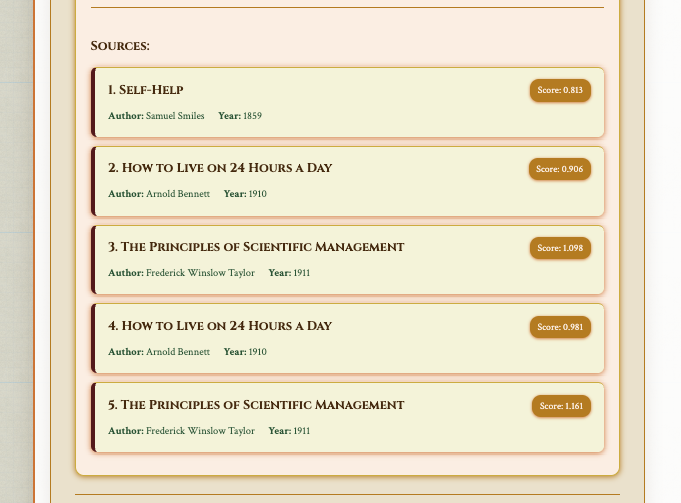 Sources:
1. Self-Help
Score: 0.813
Author: Samuel Smiles Year: 1859
2. How to Live on 24 Hours a Day
Score: 0.906
Author: Arnold Bennett Year: 1910
3. The Principles of Scientific Management
Score: 1.098
Author: Frederick Winslow Taylor Year: 1911
4. How to Live on 24 Hours a Day
Score: 0.981
Author: Arnold Bennett Year: 1910
5. The Principles of Scientific Management
Score: 1.161
Author: Frederick Winslow Taylor Year: 1911